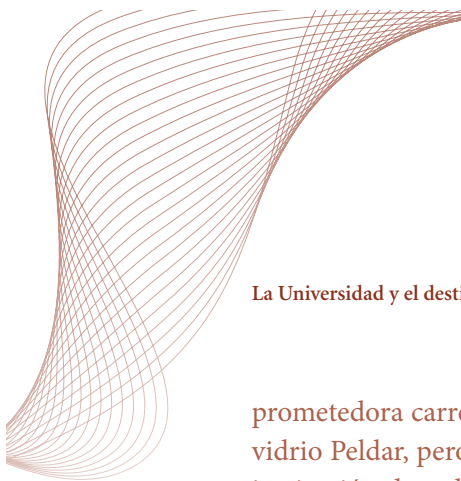 La Universidad y el desti
prometedora carre
vidrio Peldar, pero